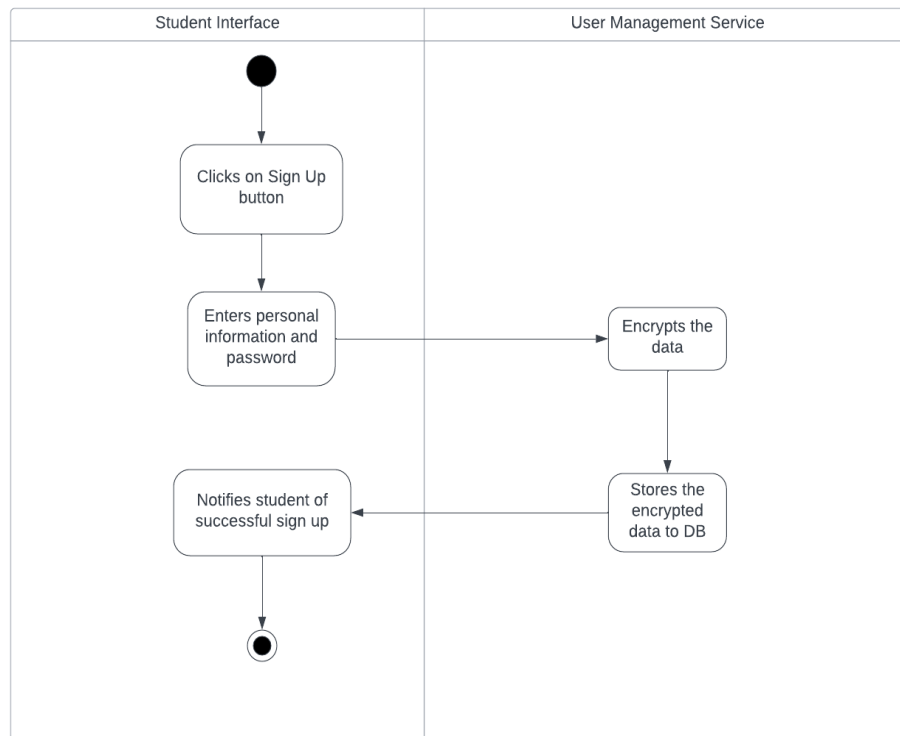 Student Interface
User Management Service
Clicks on Sign Up
button
Enters personal
information and
password
Encrypts the
data
Stores the
encrypted
data to DB
Notifies student of
successful sign up